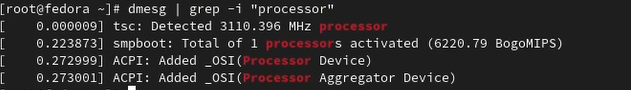 [root@fedora ~]# dmesg | grep -i "processor"
[    0.000009] tsc: Detected 3110.396 MHz processor
[    0.223873] smpboot: Total of 1 processors activated (6220.79 BogoMIPS)
[    0.272999] ACPI: Added _OSI(Processor Device)
[    0.273001] ACPI: Added _OSI(Processor Aggregator Device)